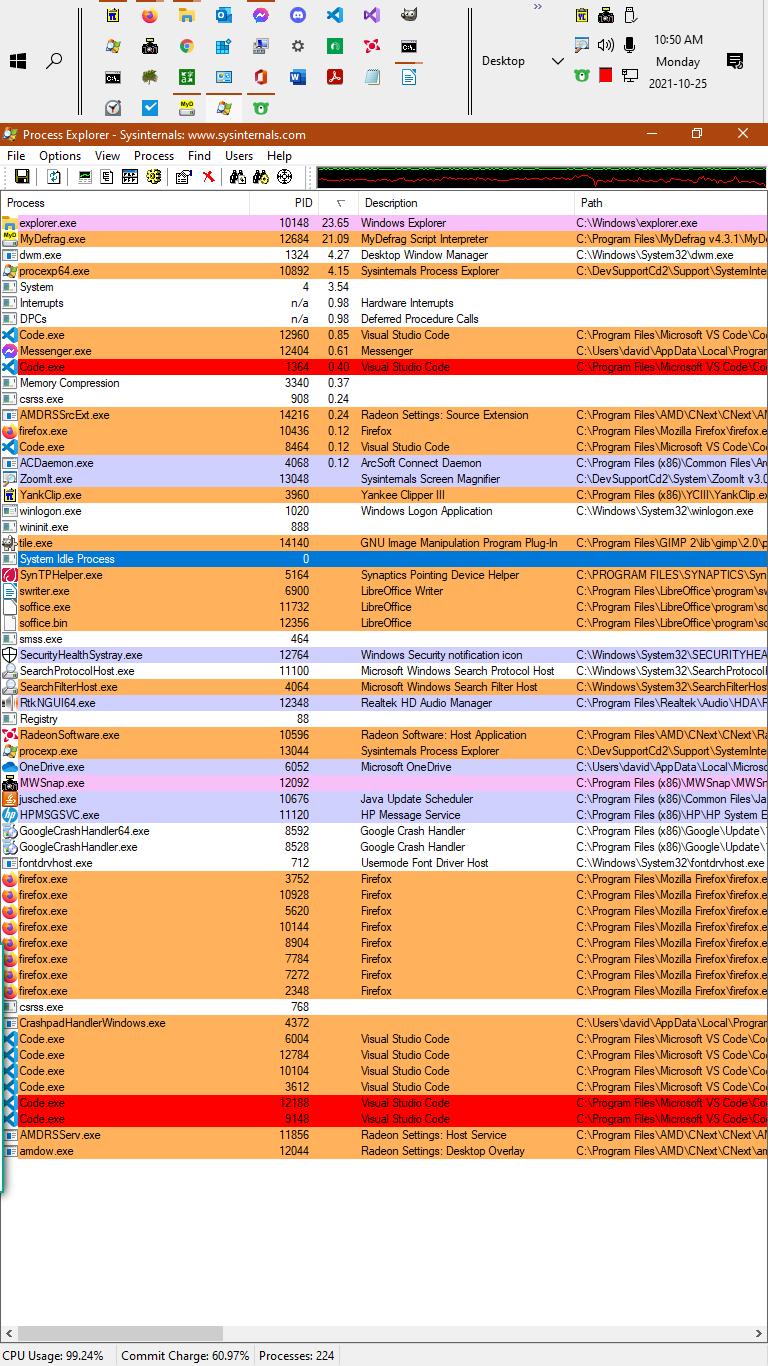 10:50 AM
Desktop
Monday
2021-10-25
Process Explorer - Sysinternals: www.sysinternals.com
File Options View Process Find Users Help
Process PID Description Path
explorer.exe 10148 23.65 Windows Explorer C:\Windows\explorer.exe
MyDefrag.exe 12684 21.09 MyDefrag Script Interpreter C:\Program Files\MyDefrag v4.3.1\MyD
dwm.exe 1324 4.27 Desktop Window Manager C:\Windows\System32\dwm.exe
procexp64.exe 10892 4.15 Sysinternals Process Explorer C:\DevSupportCd2\Support\SystemInte
System 4 3.54
Interrupts n/a 0.98 Hardware Interrupts
DPCs n/a 0.98 Deferred Procedure Calls
Code.exe 12960 0.85 Visual Studio Code C:\Program Files\Microsoft VS Code\Co
Messenger.exe 12404 0.61 Messenger C:\Users\david\AppData\Local\Program
Code.exe 1364 0.40 Visual Studio Code C:\Program Files\Microsoft VS Code\Co
Memory Compression 3340 0.37
csrss.exe 908 0.24
AMDRSSrcExt.exe 14216 0.24 Radeon Settings: Source Extension C:\Program Files\AMD\CNext\CNext\AM
firefox.exe 10436 0.12 Firefox C:\Program Files\Mozilla Firefox\firefox.e
Code.exe 8464 0.12 Visual Studio Code C:\Program Files\Microsoft VS Code\Co
ACDaemon.exe 4068 0.12 ArcSoft Connect Daemon C:\Program Files (x86)\Common Files\Ar
ZoomIt.exe 13048 Sysinternals Screen Magnifier C:\DevSupportCd2\System\ZoomIt v3.0
YankClip.exe 3960 Yankee Clipper III C:\Program Files (x86)\YCIII\YankClip.ex
winlogon.exe 1020 Windows Logon Application C:\Windows\System32\winlogon.exe
wininit.exe 888
tile.exe 14140 GNU Image Manipulation Program Plug-In C:\Program Files\GIMP 2\lib\gimp\2.0\p
System Idle Process 0
SynTPHelper.exe 5164 Synaptics Pointing Device Helper C:\PROGRAM FILES\SYNAPTICS\Syn
swriter.exe 6900 LibreOffice Writer C:\Program Files\LibreOffice\program\sw
soffice.exe 11732 LibreOffice C:\Program Files\LibreOffice\program\so
soffice.bin 12356 LibreOffice C:\Program Files\LibreOffice\program\so
smss.exe 464
SecurityHealthSystray.exe 12764 Windows Security notification icon C:\Windows\System32\SECURITYHEA
SearchProtocolHost.exe 11100 Microsoft Windows Search Protocol Host C:\Windows\System32\SearchProtocol
SearchFilterHost.exe 4064 Microsoft Windows Search Filter Host C:\Windows\System32\SearchFilterHos
RtkNGUI64.exe 12348 Realtek HD Audio Manager C:\Program Files\Realtek\Audio\HDA\R
Registry 88
RadeonSoftware.exe 10596 Radeon Software: Host Application C:\Program Files\AMD\CNext\CNext\Ra
procexp.exe 13044 Sysinternals Process Explorer C:\DevSupportCd2\Support\SystemInte
OneDrive.exe 6052 Microsoft OneDrive C:\Users\david\AppData\Local\Microso
MWSnap.exe 12092 C:\Program Files (x86)\MWSnap\MWSn
jusched.exe 10676 Java Update Scheduler C:\Program Files (x86)\Common Files\Ja
HPMSGSVC.exe 11120 HP Message Service C:\Program Files (x86)\HP\HP System E
GoogleCrashHandler64.exe 8592 Google Crash Handler C:\Program Files (x86)\Google\Update\
GoogleCrashHandler.exe 8528 Google Crash Handler C:\Program Files (x86)\Google\Update\
fontdrvhost.exe 712 Usermode Font Driver Host C:\Windows\System32\fontdrvhost.exe
firefox.exe 3752 Firefox C:\Program Files\Mozilla Firefox\firefox.e
firefox.exe 10928 Firefox C:\Program Files\Mozilla Firefox\firefox.e
firefox.exe 5620 Firefox C:\Program Files\Mozilla Firefox\firefox.e
firefox.exe 10144 Firefox C:\Program Files\Mozilla Firefox\firefox.e
firefox.exe 8904 Firefox C:\Program Files\Mozilla Firefox\firefox.e
firefox.exe 7784 Firefox C:\Program Files\Mozilla Firefox\firefox.e
firefox.exe 7272 Firefox C:\Program Files\Mozilla Firefox\firefox.e
firefox.exe 2348 Firefox C:\Program Files\Mozilla Firefox\firefox.e
csrss.exe 768
CrashpadHandlerWindows.exe 4372 C:\Users\david\AppData\Local\Program
Code.exe 6004 Visual Studio Code C:\Program Files\Microsoft VS Code\Co
Code.exe 12784 Visual Studio Code C:\Program Files\Microsoft VS Code\Co
Code.exe 10104 Visual Studio Code C:\Program Files\Microsoft VS Code\Co
Code.exe 3612 Visual Studio Code C:\Program Files\Microsoft VS Code\Co
Code.exe 12188 Visual Studio Code C:\Program Files\Microsoft VS Code\Co
Code.exe 9148 Visual Studio Code C:\Program Files\Microsoft VS Code\Co
AMDRSServ.exe 11856 Radeon Settings: Host Service C:\Program Files\AMD\CNext\CNext\AM
amdow.exe 12044 Radeon Settings: Desktop Overlay C:\Program Files\AMD\CNext\CNext\am
CPU Usage: 99.24% Commit Charge: 60.97% Processes: 224